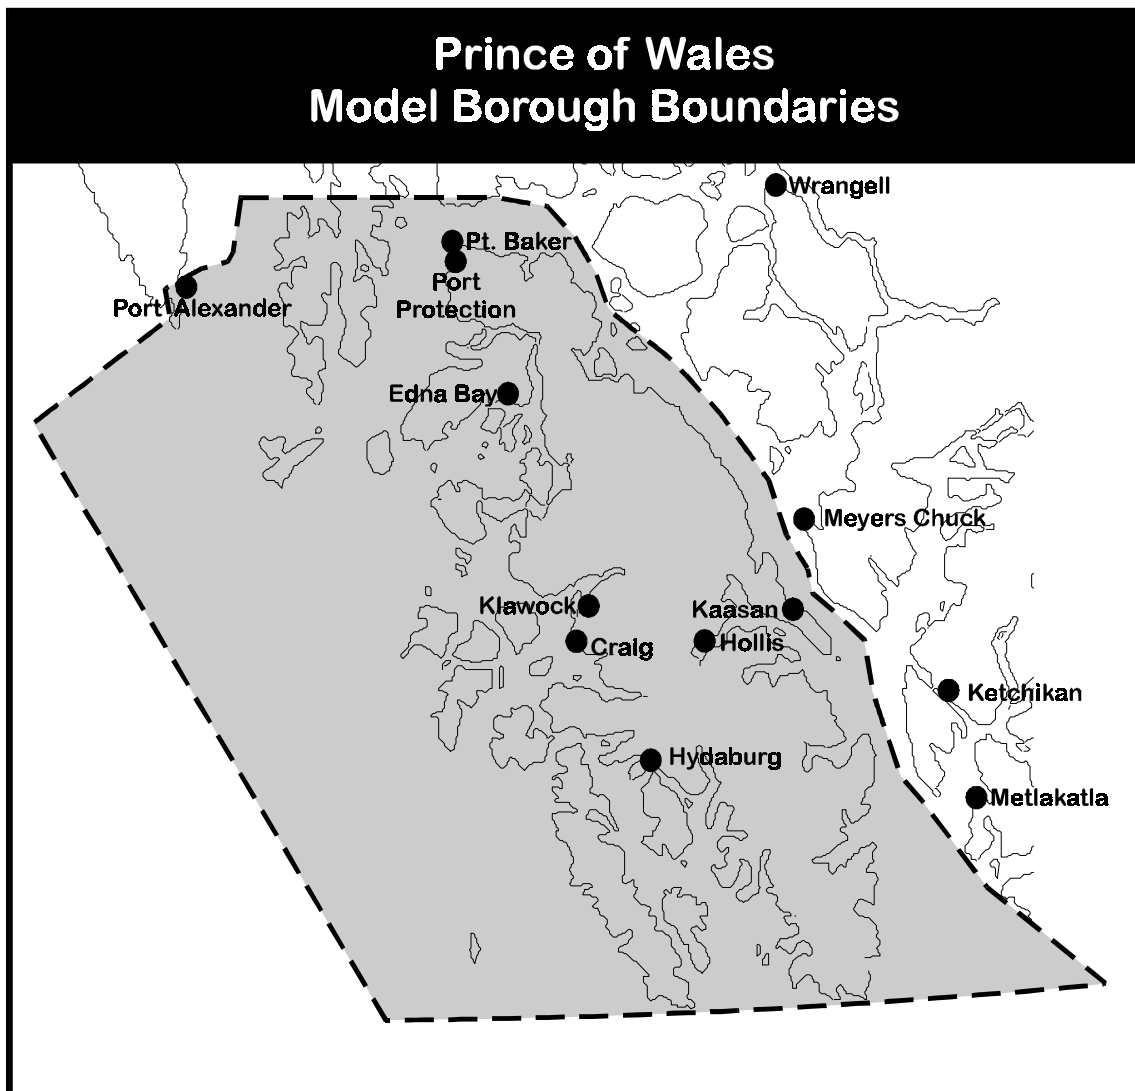 Prince of Wales
Model Borough Boundaries
Wrangell
Pt. Baker
Port
Protection
Port Alexander
Edna Bay
Meyers Chuck
Klawock
Kaasan
Craig
Hollis
Ketchikan
Hydaburg
Metlakatla